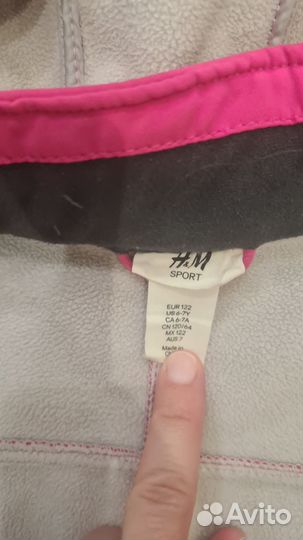 H&M
SPORT
EUR 122
US 6-7Y
CA 6-7A
CN 120/64
MX 122
AUS 7
Made in
Avito